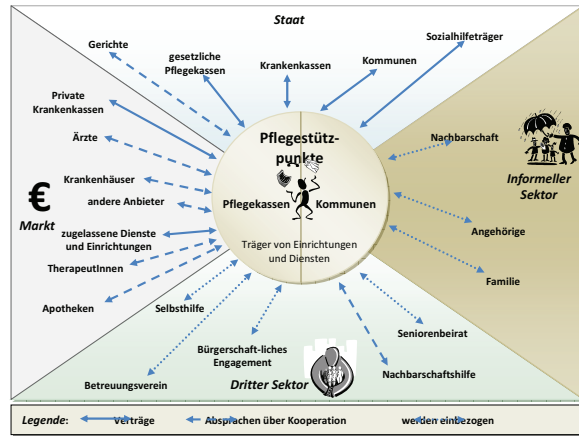 Staat
Gerichte
gesetzliche
Pflegekassen
Krankenkassen
Kommunen
Sozialhilfeträger
Private
Krankenkassen
Ärzte
Krankenhäuser
andere Anbieter
€
Markt
zugelassene Dienste
und Einrichtungen
TherapeutInnen
Apotheken
Pflegestütz-
punkte
Pflegekassen
Kommunen
Träger von Einrichtungen
und Diensten
Nachbarschaft
Informeller
Sektor
Angehörige
Familie
Selbsthilfe
Bürgerschaft-liches
Engagement
Betreuungsverein
Dritter Sektor
Seniorenbeirat
Nachbarschaftshilfe
Legende: Verträge Absprachen über Kooperation werden einbezogen